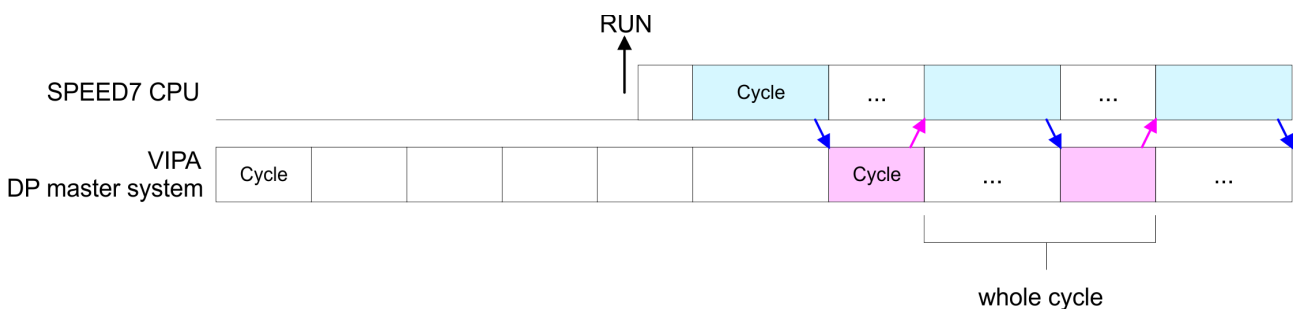 RUN
SPEED7 CPU
Cycle ... ...
VIPA
DP master system
Cycle Cycle ... ...
whole cycle